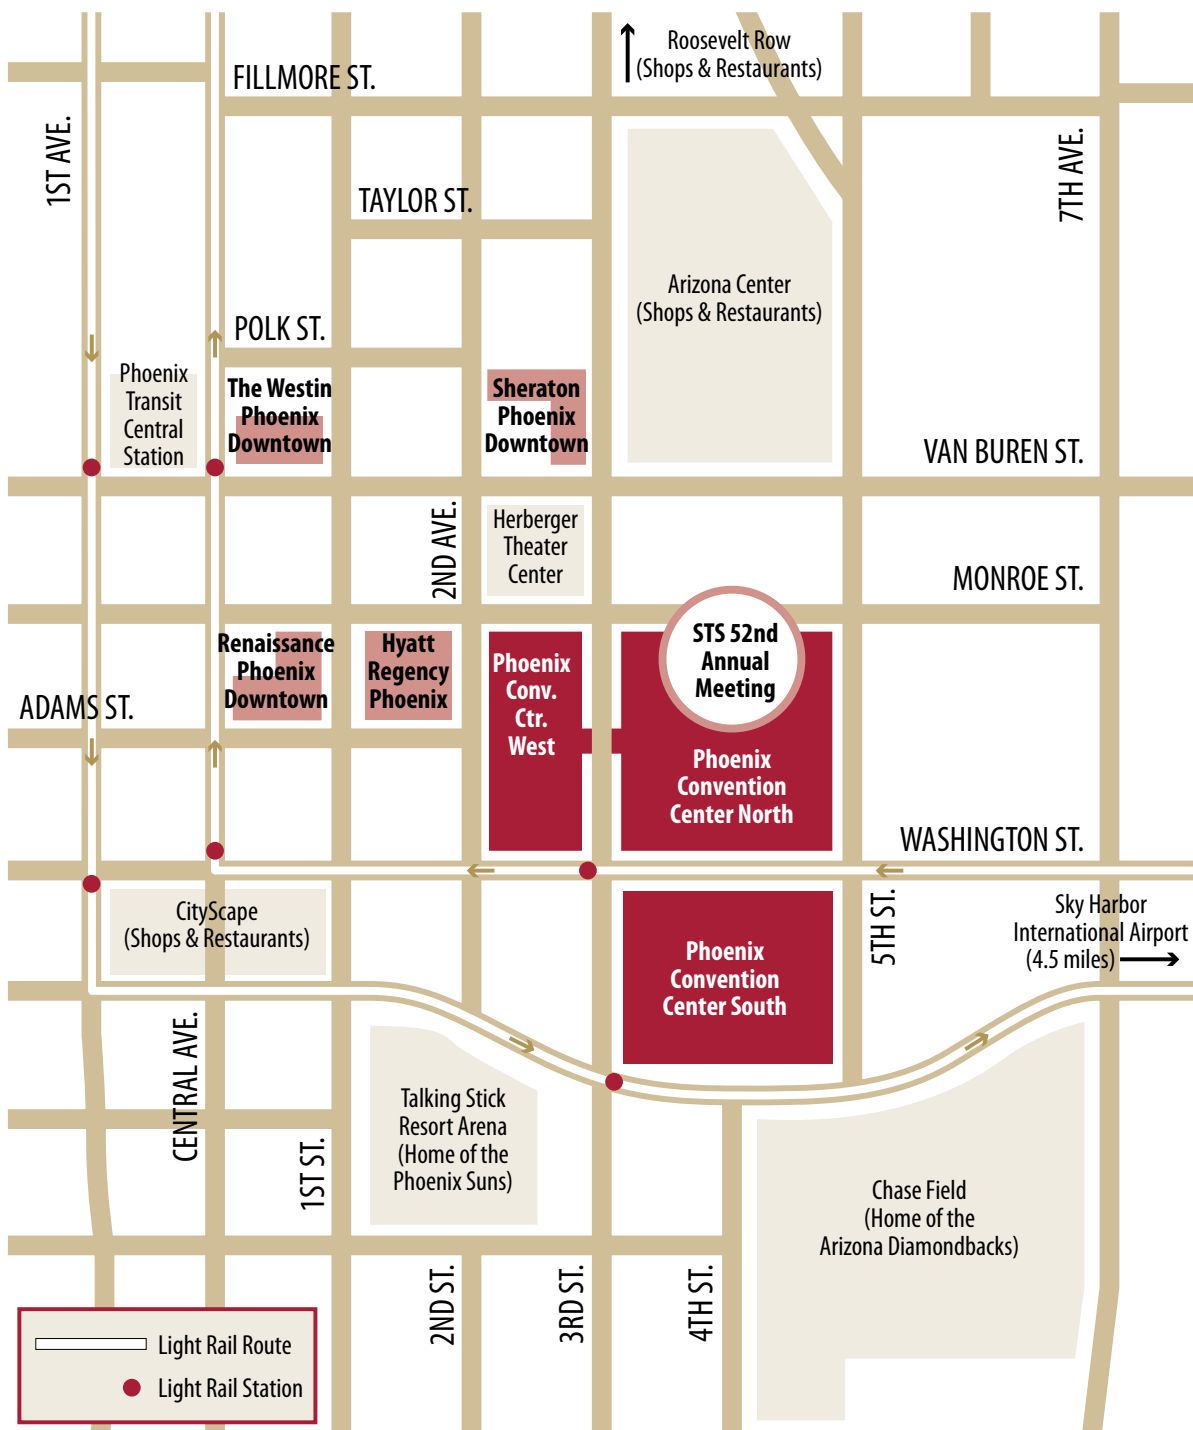 Roosevelt Row
(Shops & Restaurants)
FILLMORE ST.
1ST AVE.
7TH AVE.
TAYLOR ST.
Arizona Center
(Shops & Restaurants)
POLK ST.
Phoenix
Transit
Central
Station
The Westin
Phoenix
Downtown
Sheraton
Phoenix
Downtown
VAN BUREN ST.
2ND AVE.
Herberger
Theater
Center
MONROE ST.
Renaissance
Phoenix
Downtown
Hyatt
Regency
Phoenix
Phoenix
Conv.
Ctr.
West
STS 52nd
Annual
Meeting
Phoenix
Convention
Center North
ADAMS ST.
WASHINGTON ST.
CityScape
(Shops & Restaurants)
Phoenix
Convention
Center South
5TH ST.
Sky Harbor
International Airport
(4.5 miles)
CENTRAL AVE.
1ST ST.
Talking Stick
Resort Arena
(Home of the
Phoenix Suns)
Chase Field
(Home of the
Arizona Diamondbacks)
2ND ST.
3RD ST.
4TH ST.
Light Rail Route
Light Rail Station